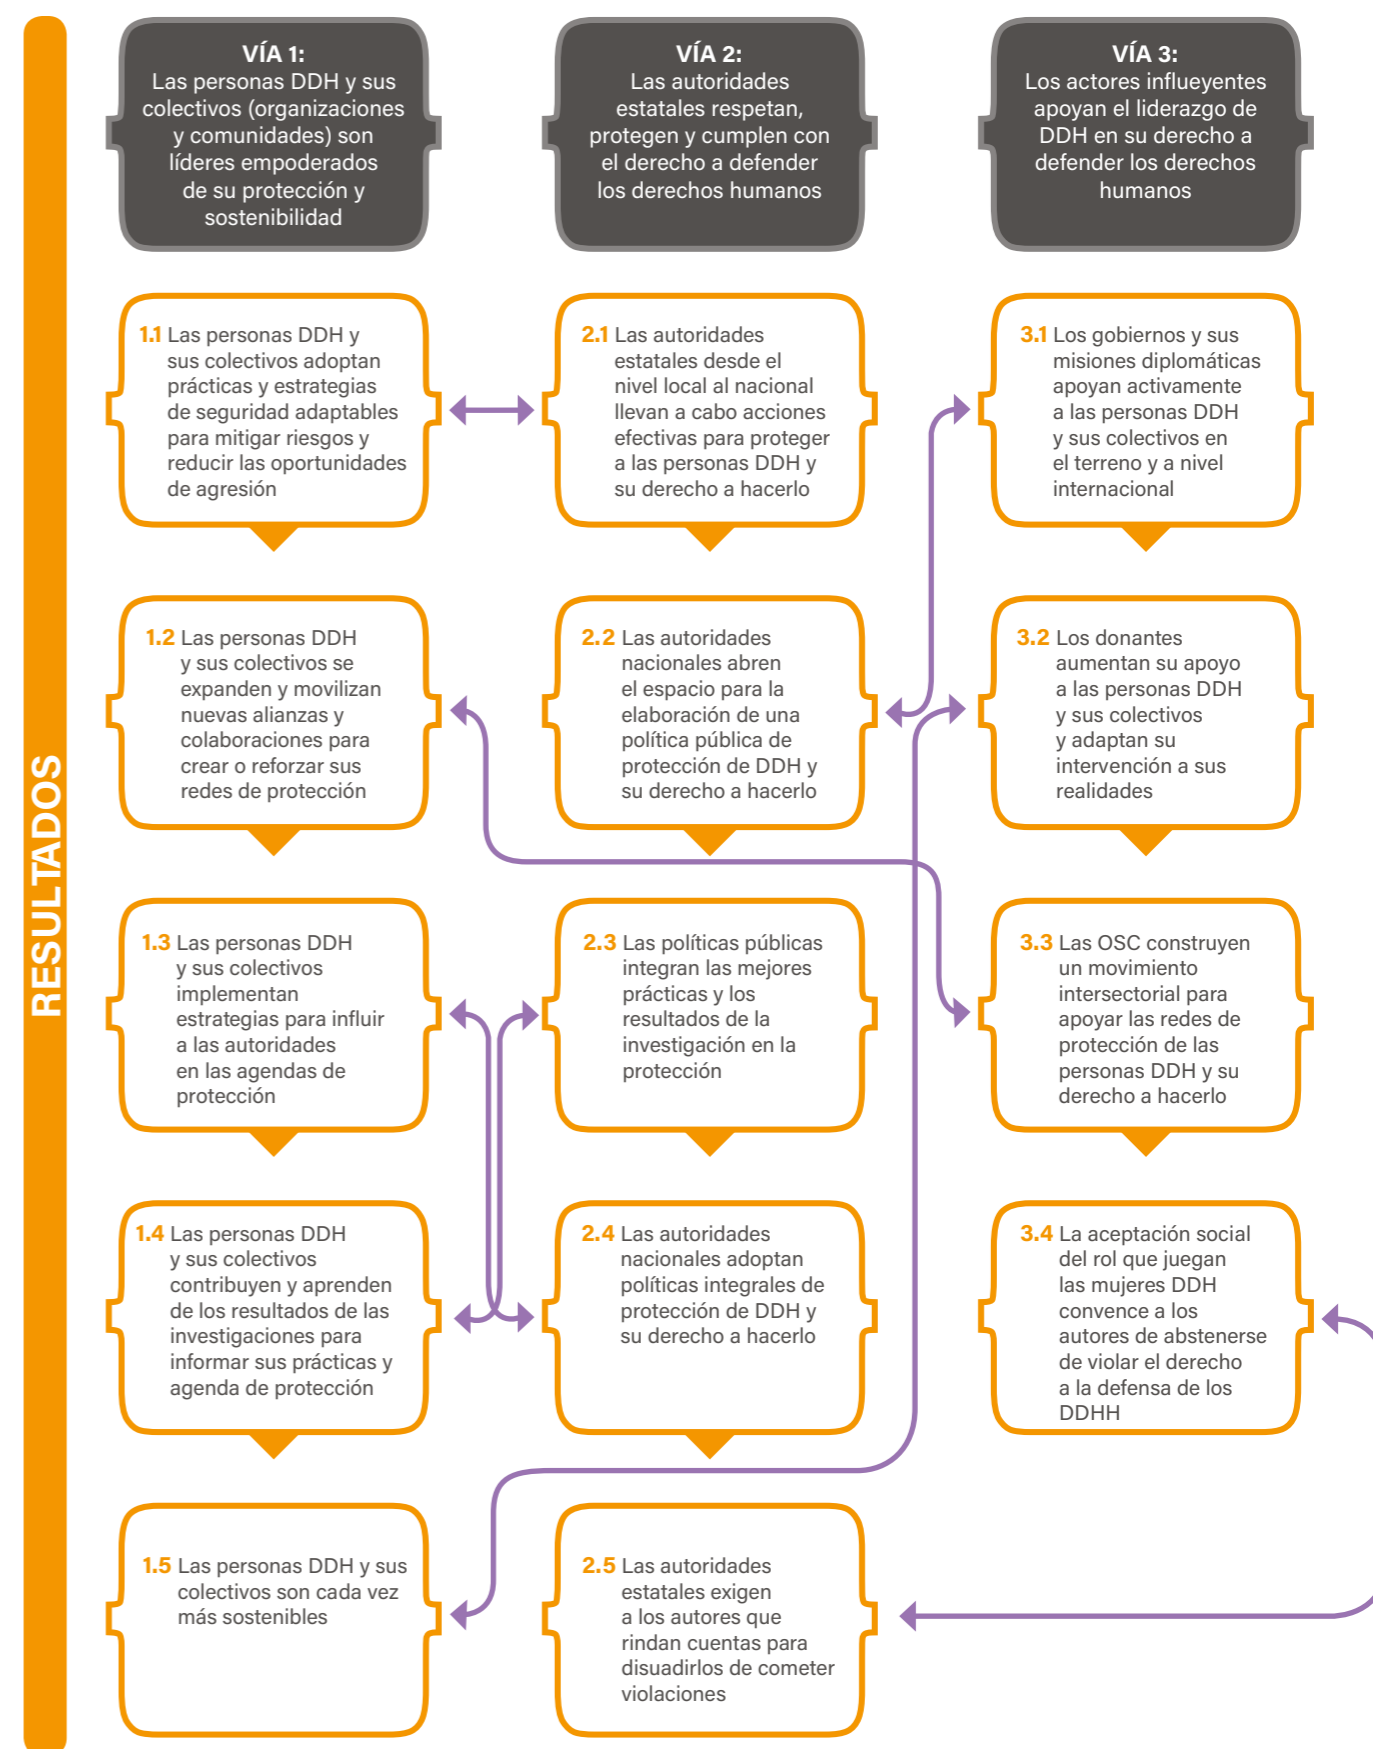 RESULTADOS
VÍA 1:
Las personas DDH y sus
colectivos (organizaciones
y comunidades) son
líderes empoderados
de su protección y
sostenibilidad
VÍA 2:
Las autoridades
estatales respetan,
protegen y cumplen con
el derecho a defender
los derechos humanos
VÍA 3:
Los actores influeyentes
apoyan el liderazgo de
DDH en su derecho a
defender los derechos
humanos
1.1 Las personas DDH y
sus colectivos adoptan
prácticas y estrategias
de seguridad adaptables
para mitigar riesgos y
reducir las oportunidades
de agresión
2.1 Las autoridades
estatales desde el
nivel local al nacional
llevan a cabo acciones
efectivas para proteger
a las personas DDH y
su derecho a hacerlo
3.1 Los gobiernos y sus
misiones diplomáticas
apoyan activamente
a las personas DDH
y sus colectivos en
el terreno y a nivel
internacional
1.2 Las personas DDH
y sus colectivos se
expanden y movilizan
nuevas alianzas y
colaboraciones para
crear o reforzar sus
redes de protección
2.2 Las autoridades
nacionales abren
el espacio para la
elaboración de una
política pública de
protección de DDH y
su derecho a hacerlo
3.2 Los donantes
aumentan su apoyo
a las personas DDH
y sus colectivos
y adaptan su
intervención a sus
realidades
1.3 Las personas DDH
y sus colectivos
implementan
estrategias para influir
a las autoridades
en las agendas de
protección
2.3 Las políticas públicas
integran las mejores
prácticas y los
resultados de la
investigación en la
protección
3.3 Las OSC construyen
un movimiento
intersectorial para
apoyar las redes de
protección de las
personas DDH y su
derecho a hacerlo
1.4 Las personas DDH
y sus colectivos
contribuyen y aprenden
de los resultados de las
investigaciones para
informar sus prácticas y
agenda de protección
2.4 Las autoridades
nacionales adoptan
políticas integrales de
protección de DDH y
su derecho a hacerlo
3.4 La aceptación social
del rol que juegan
las mujeres DDH
convence a los
autores de abstenerse
de violar el derecho
a la defensa de los
DDHH
1.5 Las personas DDH y sus
colectivos son cada vez
más sostenibles
2.5 Las autoridades
estatales exigen
a los autores que
rindan cuentas para
disuadirlos de cometer
violaciones